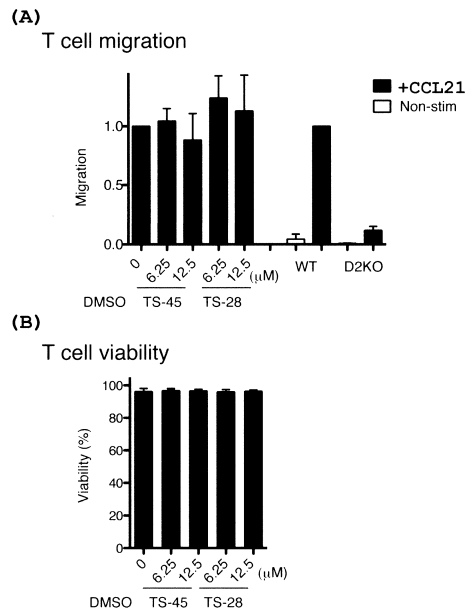 (A)
T cell migration
+CCL21
Non-stim
Migration
1.0
0.5
0.0
0 6.25 12.5 6.25 12.5 (μM) WT D2KO
DMSO TS-45 TS-28
(B)
T cell viability
Viability (%)
100
80
60
40
20
0
0 6.25 12.5 6.25 12.5 (μM)
DMSO TS-45 TS-28